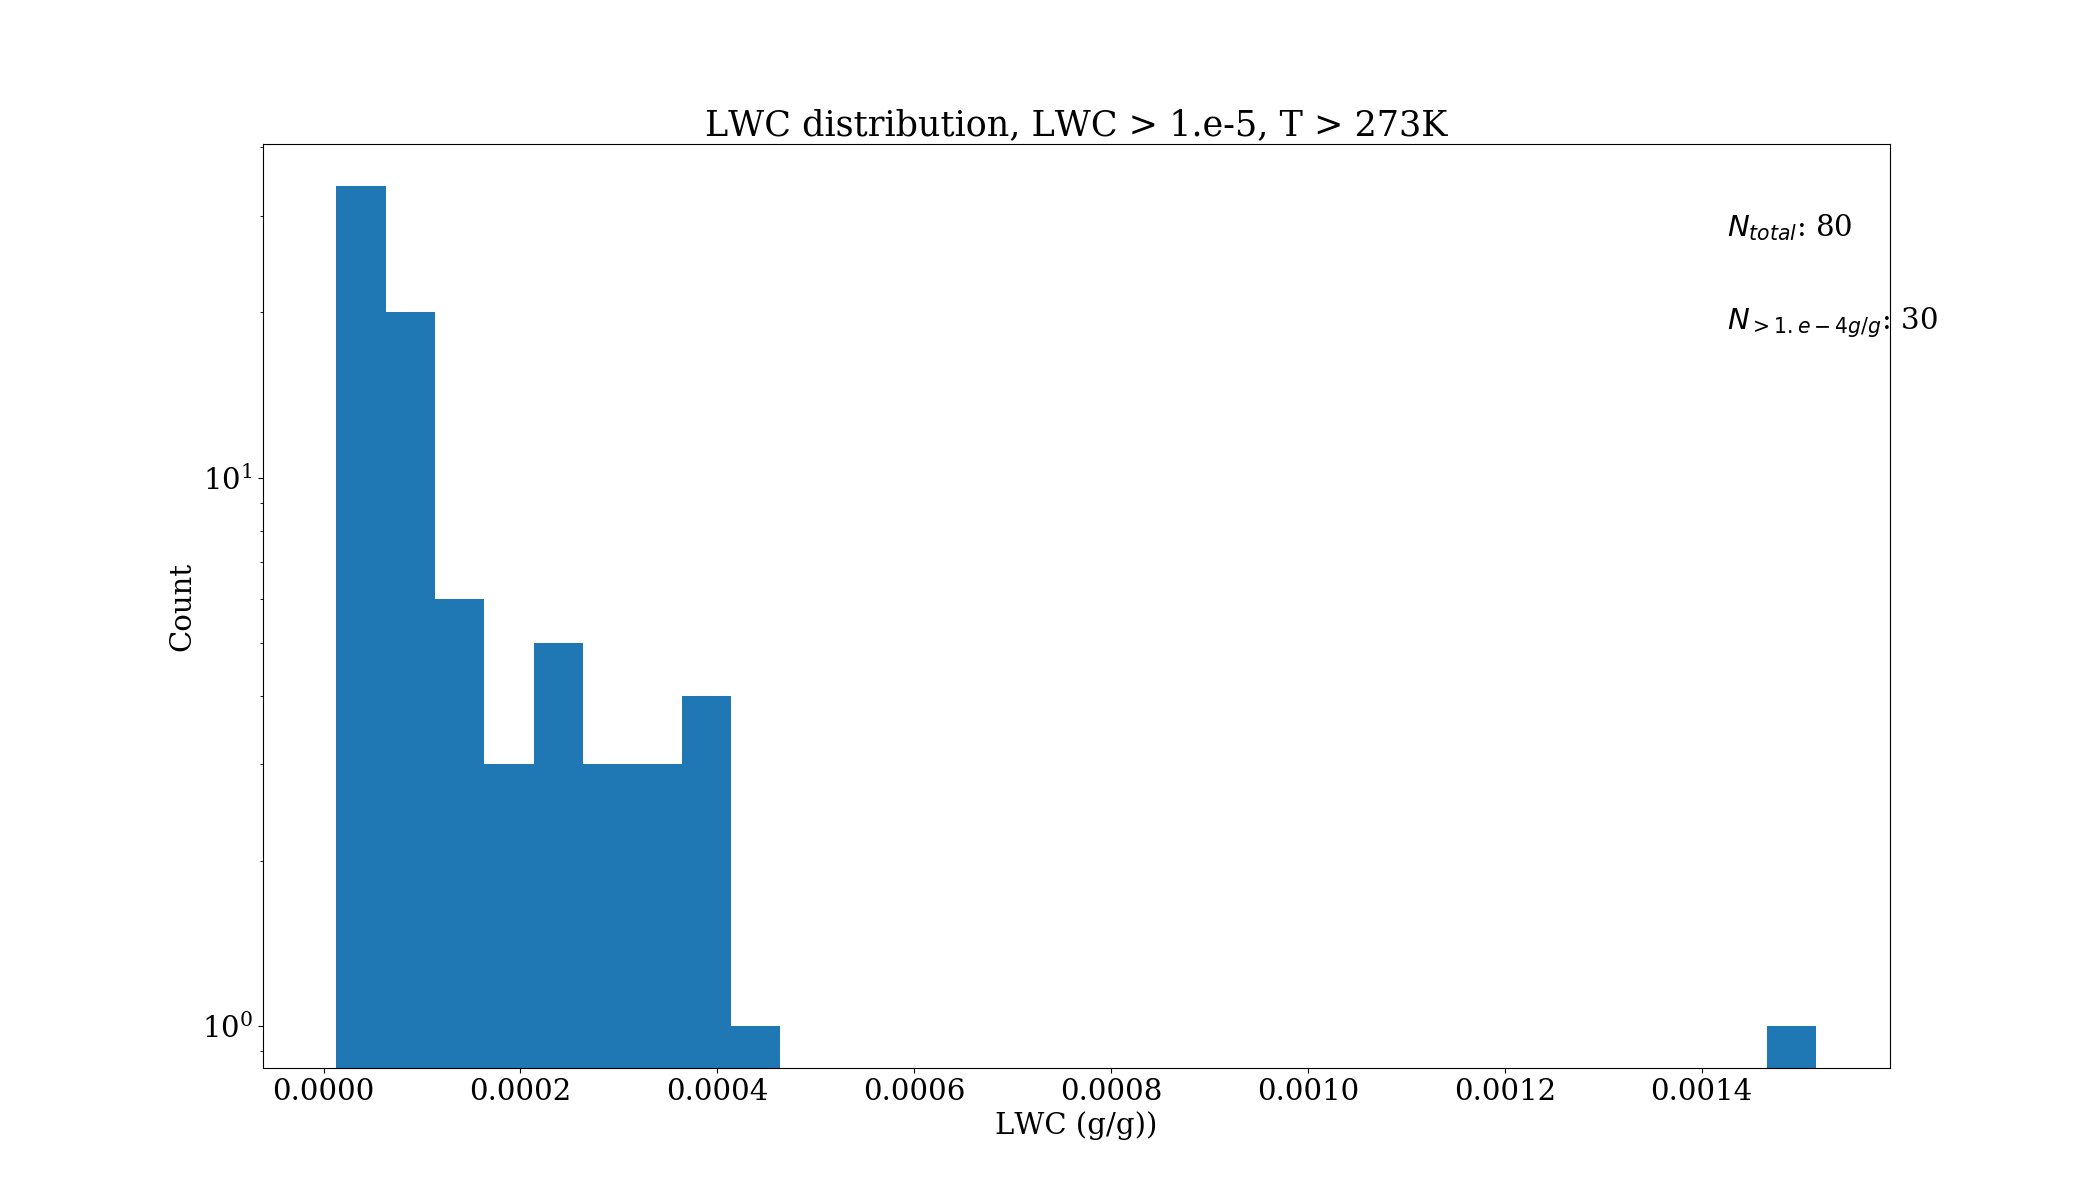 LWC distribution, LWC > 1.e-5, T > 273K
N_total: 80
N_>1.e−4g/g: 30
10^1
10^0
Count
0.0000 0.0002 0.0004 0.0006 0.0008 0.0010 0.0012 0.0014
LWC (g/g))